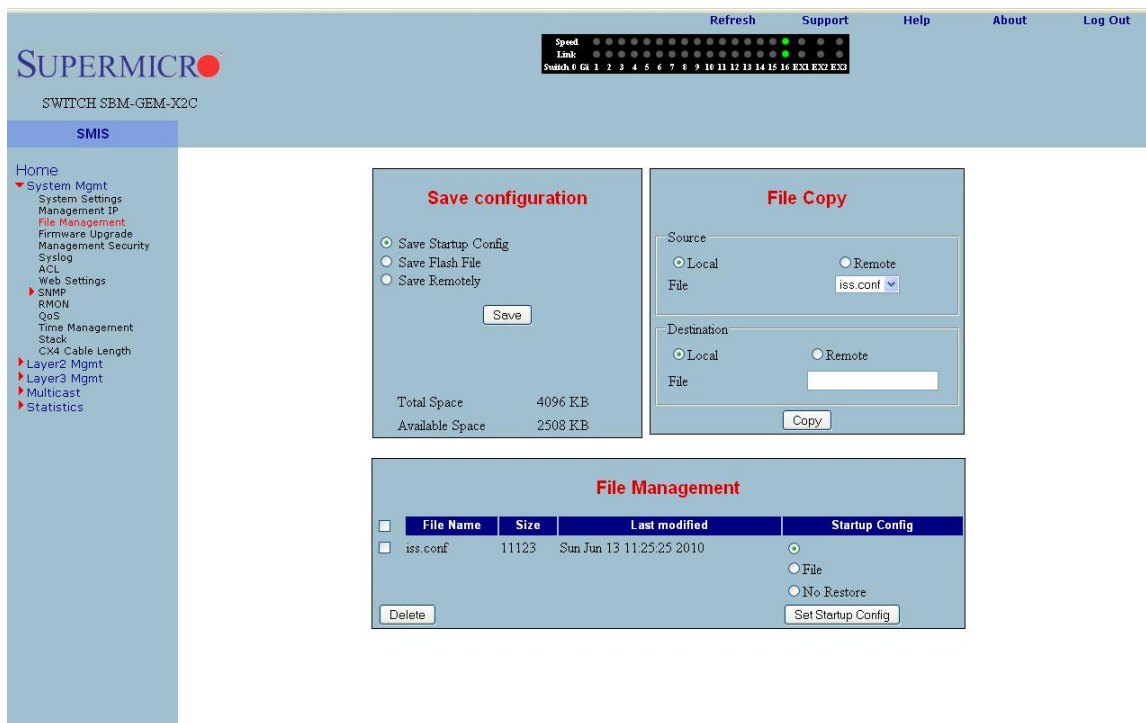 Refresh Support Help About Log Out
Speed
Link
Switch 0 Gi 1 2 3 4 5 6 7 8 9 10 11 12 13 14 15 16 EX1 EX2 EX3
SUPERMICRO
SWITCH SBM-GEM-X2C
SMIS
Home
System Mgmt
System Settings
Management IP
File Management
Firmware Upgrade
Management Security
Syslog
ACL
Web Settings
SNMP
RMON
QoS
Time Management
Stack
CX4 Cable Length
Layer2 Mgmt
Layer3 Mgmt
Multicast
Statistics
Save configuration
Save Startup Config
Save Flash File
Save Remotely
Save
Total Space 4096 KB
Available Space 2508 KB
File Copy
Source
Local Remote
File iss.conf
Destination
Local Remote
File
Copy
File Management
File Name Size Last modified Startup Config
iss.conf 11123 Sun Jun 13 11:25:25 2010
File
No Restore
Delete Set Startup Config